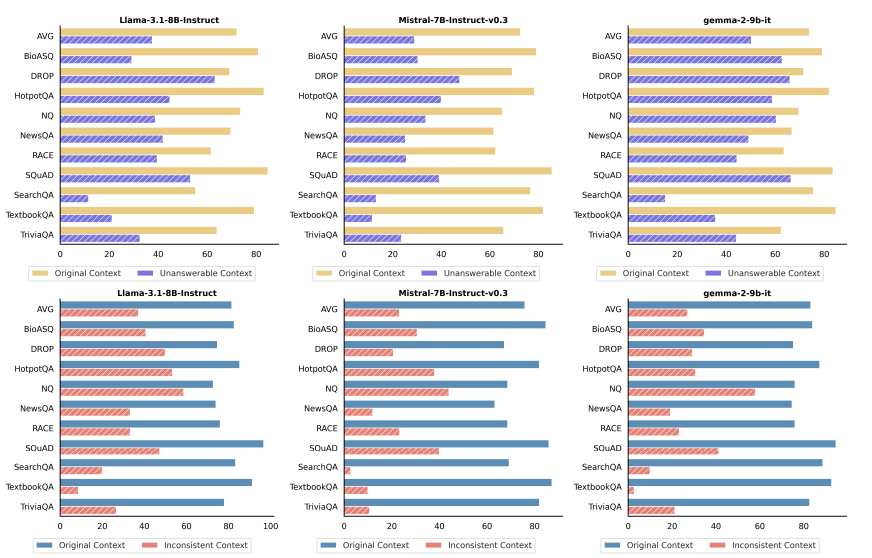 Llama-3.1-8B-Instruct
AVG
BioASQ
DROP
HotpotQA
NQ
NewsQA
RACE
SQuAD
SearchQA
TextbookQA
TriviaQA
0 20 40 60 80
Original Context Unanswerable Context
Mistral-7B-Instruct-v0.3
AVG
BioASQ
DROP
HotpotQA
NQ
NewsQA
RACE
SQuAD
SearchQA
TextbookQA
TriviaQA
0 20 40 60 80
Original Context Unanswerable Context
gemma-2-9b-it
AVG
BioASQ
DROP
HotpotQA
NQ
NewsQA
RACE
SQuAD
SearchQA
TextbookQA
TriviaQA
0 20 40 60 80
Original Context Unanswerable Context
Llama-3.1-8B-Instruct
AVG
BioASQ
DROP
HotpotQA
NQ
NewsQA
RACE
SQuAD
SearchQA
TextbookQA
TriviaQA
0 20 40 60 80 100
Original Context Inconsistent Context
Mistral-7B-Instruct-v0.3
AVG
BioASQ
DROP
HotpotQA
NQ
NewsQA
RACE
SQuAD
SearchQA
TextbookQA
TriviaQA
0 20 40 60 80
Original Context Inconsistent Context
gemma-2-9b-it
AVG
BioASQ
DROP
HotpotQA
NQ
NewsQA
RACE
SQuAD
SearchQA
TextbookQA
TriviaQA
0 20 40 60 80
Original Context Inconsistent Context